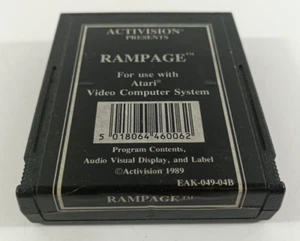 ACTIVISION®
PRESENTS
RAMPAGE™
For use with
Atari®
Video Computer System
5 018064 460062
Program Contents,
Audio Visual Display, and Label
©Activision 1989
EAK-049-04B
RAMPAGE™